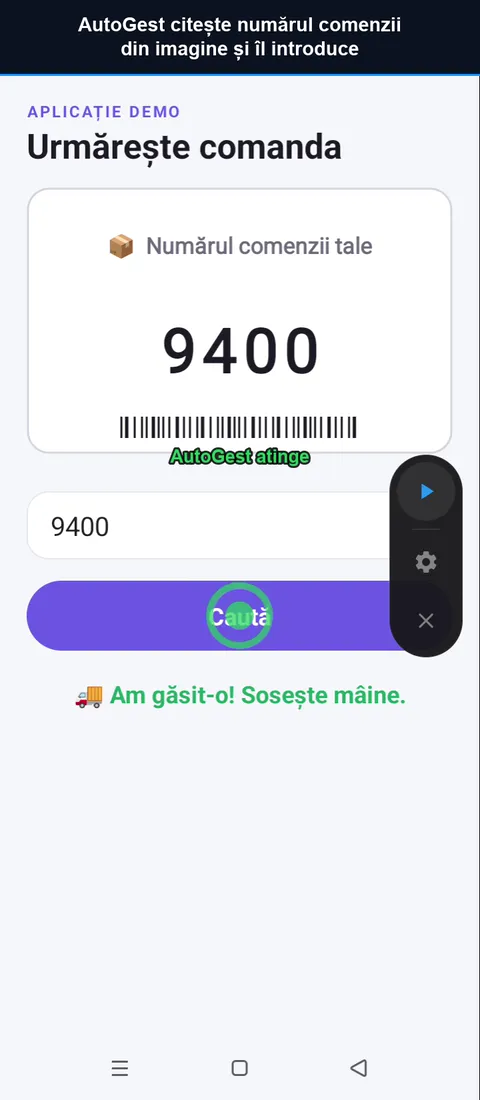 AutoGest citește numărul comenzii
din imagine și îl introduce
APLICAȚIE DEMO
Urmărește comanda
Numărul comenzii tale
9400
AutoGest atinge
9400
Caută
Am găsit-o! Sosește mâine.